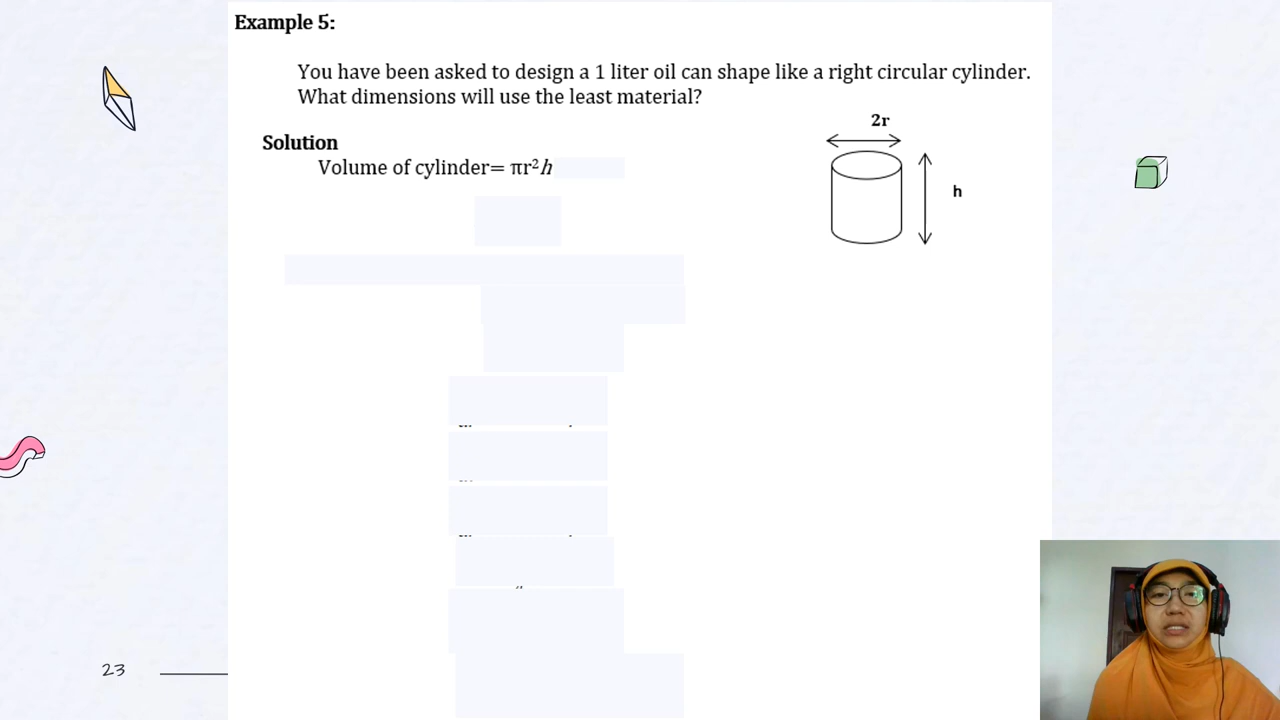 Example 5:
You have been asked to design a 1 liter oil can shape like a right circular cylinder.
What dimensions will use the least material?
2r
Solution
Volume of cylinder= πr²h
h
23